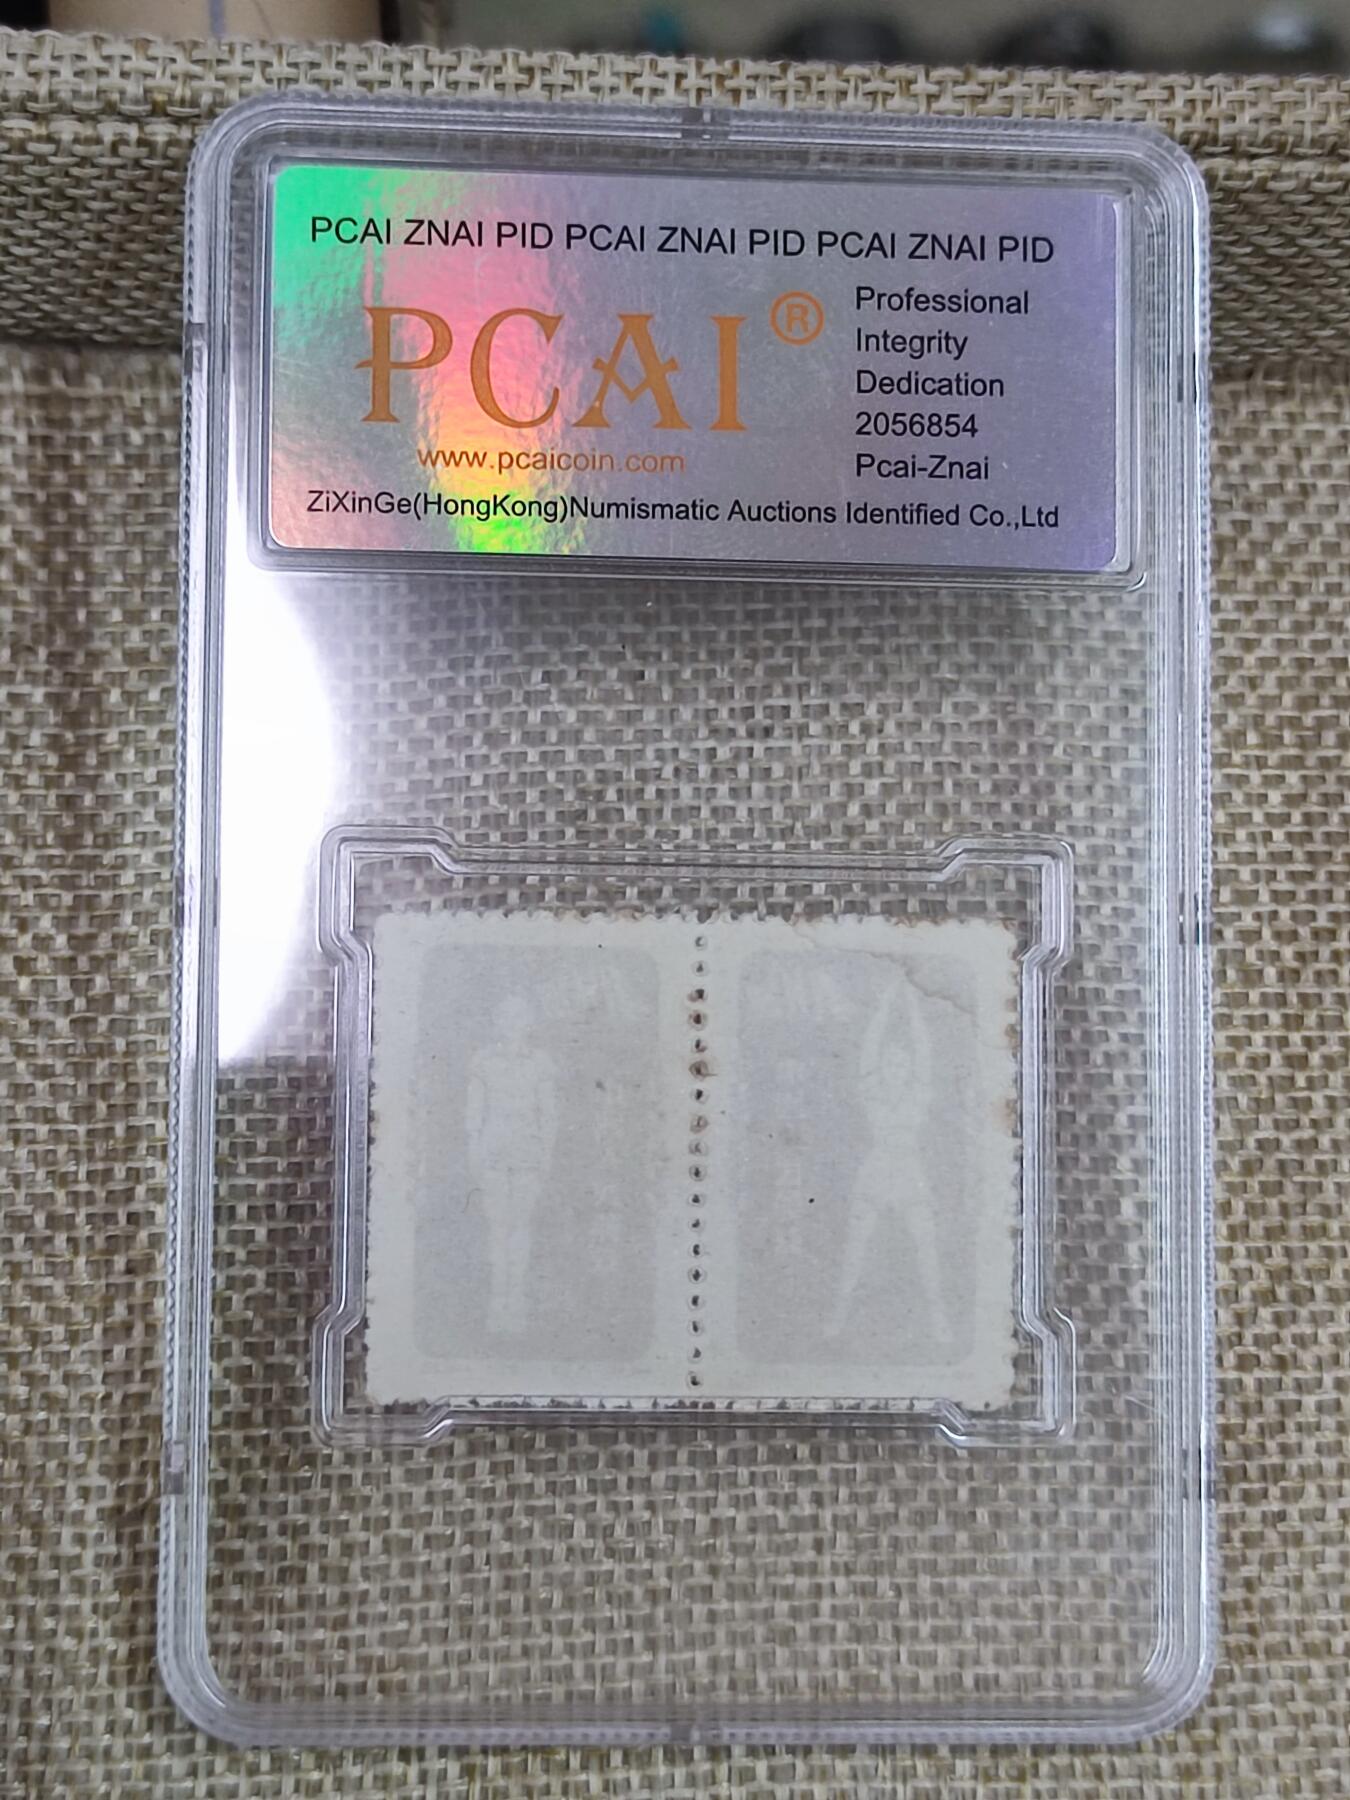 PCAI ZNAI PID PCAI ZNAI PID PCAI ZNAI PID
PCAI®
www.pcaicoin.com
Professional
Integrity
Dedication
2056854
Pcai-Znai
ZiXinGe(HongKong)Numismatic Auctions Identified Co.,Ltd